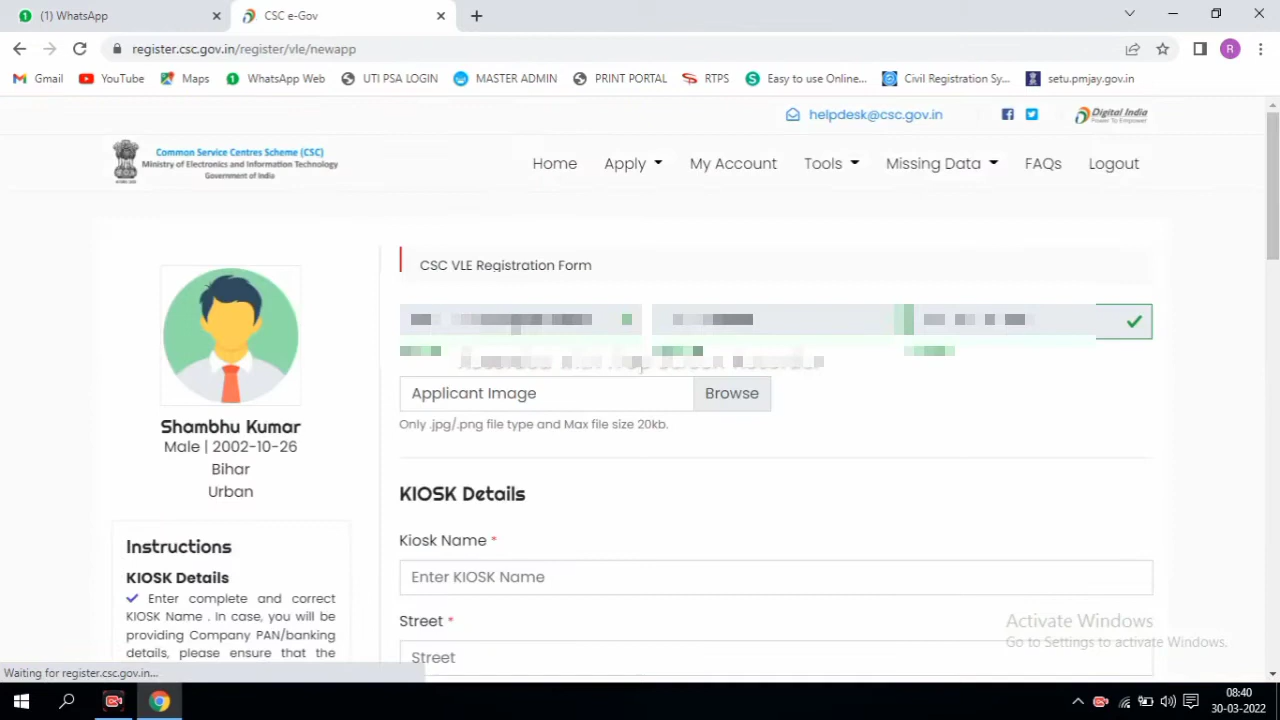 (1) WhatsApp
CSC e-Gov
register.csc.gov.in/register/vle/newapp
R
Gmail
YouTube
Maps
WhatsApp Web
UTI PSA LOGIN
MASTER ADMIN
PRINT PORTAL
RTPS
Easy to use Online...
Civil Registration Sy...
setu.pmjay.gov.in
helpdesk@csc.gov.in
Digital India
Power To Empower
Common Service Centres Scheme (CSC)
Ministry of Electronics and Information Technology
Government of India
Home
Apply
My Account
Tools
Missing Data
FAQs
Logout
CSC VLE Registration Form
Applicant Image
Browse
Only .jpg/.png file type and Max file size 20kb.
Shambhu Kumar
Male | 2002-10-26
Bihar
Urban
KIOSK Details
Kiosk Name *
Enter KIOSK Name
Street *
Street
Instructions
KIOSK Details
Enter complete and correct
KIOSK Name . In case, you will be
providing Company PAN/banking
details, please ensure that the
Activate Windows
Go to Settings to activate Windows.
Waiting for register.csc.gov.in...
08:40
30-03-2022